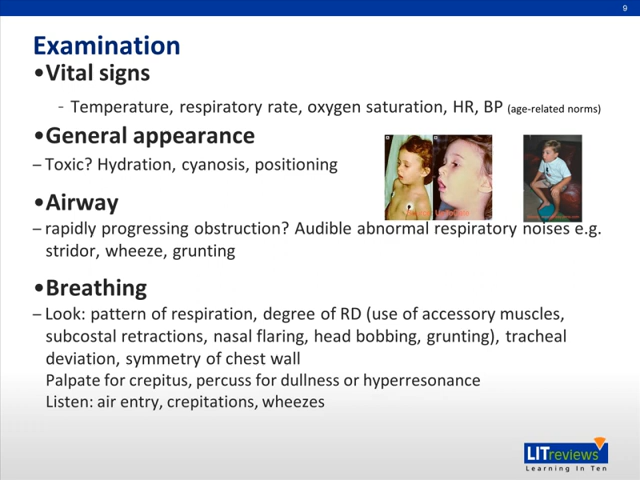 9
Examination
•Vital signs
- Temperature, respiratory rate, oxygen saturation, HR, BP (age-related norms)
•General appearance
– Toxic? Hydration, cyanosis, positioning
•Airway
– rapidly progressing obstruction? Audible abnormal respiratory noises e.g.
stridor, wheeze, grunting
•Breathing
– Look: pattern of respiration, degree of RD (use of accessory muscles,
subcostal retractions, nasal flaring, head bobbing, grunting), tracheal
deviation, symmetry of chest wall
Palpate for crepitus, percuss for dullness or hyperresonance
Listen: air entry, crepitations, wheezes
LITreviews
Learning In Ten